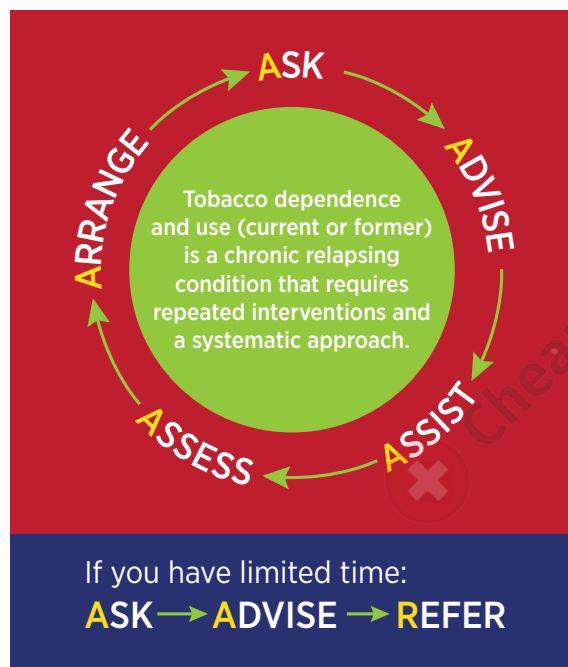 ASK
ADVISE
ASSIST
ASSESS
ARRANGE
Tobacco dependence
and use (current or former)
is a chronic relapsing
condition that requires
repeated interventions and
a systematic approach.
If you have limited time:
ASK ADVISE REFER